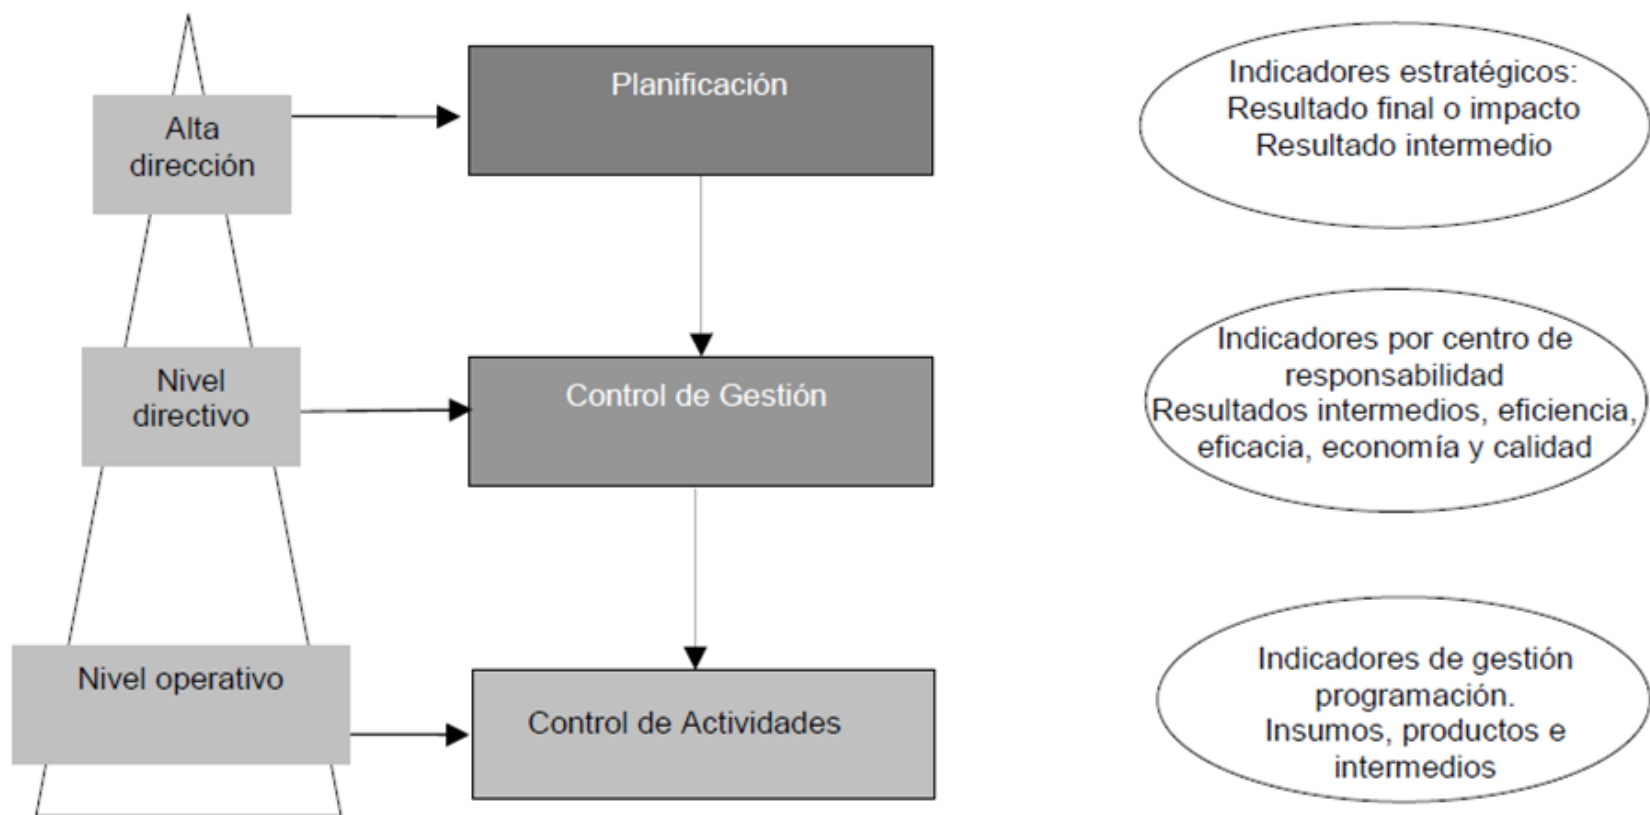 Alta
dirección
Planificación
Indicadores estratégicos:
Resultado final o impacto
Resultado intermedio
Nivel
directivo
Control de Gestión
Indicadores por centro de
responsabilidad
Resultados intermedios, eficiencia,
eficacia, economía y calidad
Nivel operativo
Control de Actividades
Indicadores de gestión
programación.
Insumos, productos e
intermedios